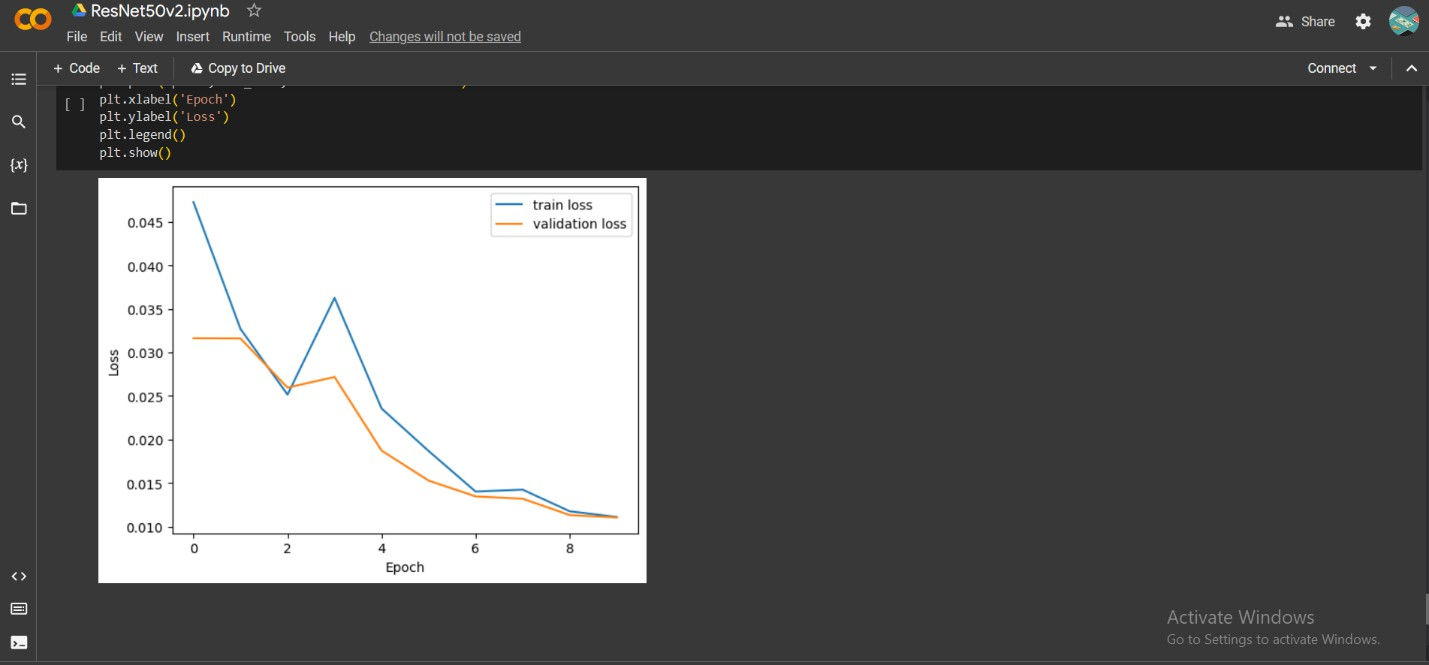 ResNet50v2.ipynb
Share
File Edit View Insert Runtime Tools Help Changes will not be saved
+ Code + Text Copy to Drive
Connect
[ ]
plt.xlabel('Epoch')
plt.ylabel('Loss')
plt.legend()
plt.show()
{x}
train loss
validation loss
0.045
0.040
0.035
0.030
0.025
0.020
0.015
0.010
Loss
0 2 4 6 8
Epoch
Activate Windows
Go to Settings to activate Windows.